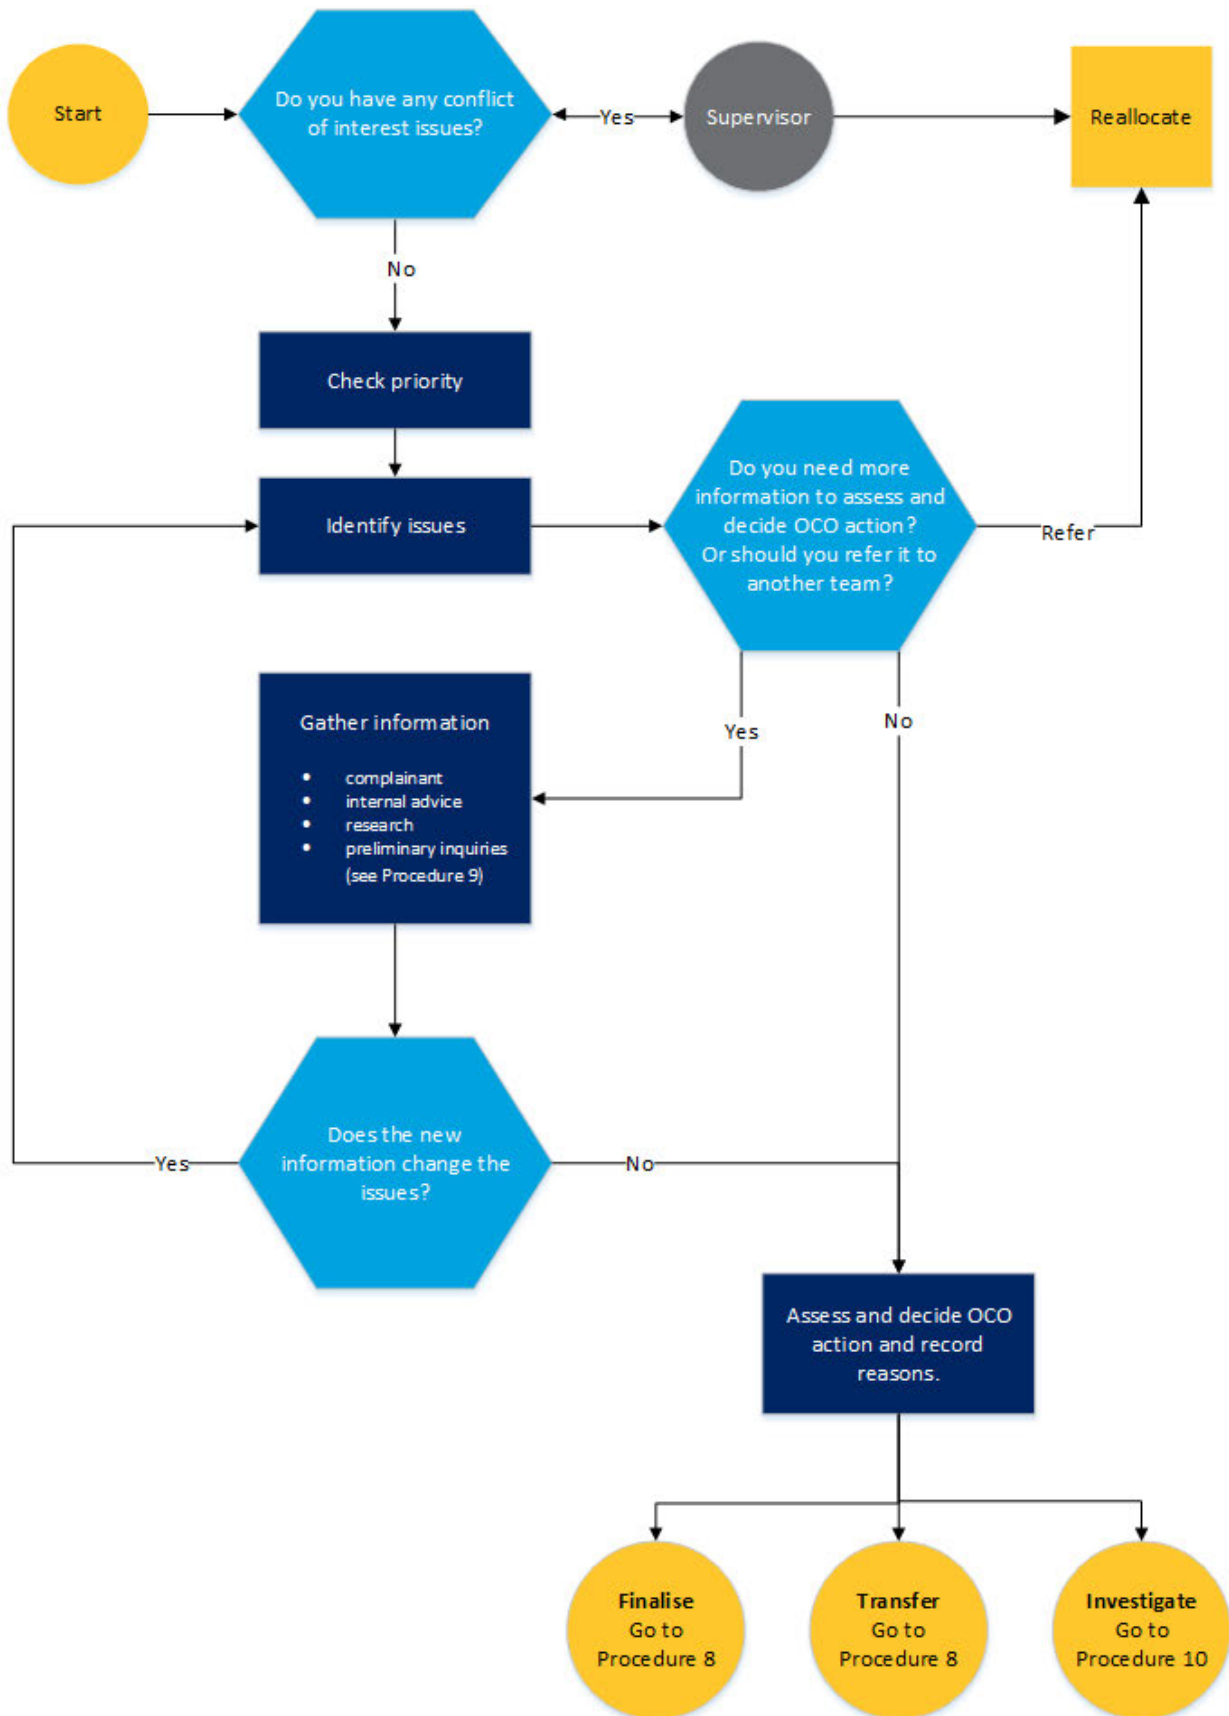 Start
Do you have any conflict
of interest issues?
Yes
Supervisor
Reallocate
No
Check priority
Identify issues
Do you need more
information to assess and
decide OCO action?
Or should you refer it to
another team?
Refer
Yes
No
Gather information
• complainant
• internal advice
• research
• preliminary inquiries
(see Procedure 9)
Does the new
information change the
issues?
Yes
No
Assess and decide OCO
action and record
reasons.
Finalise
Go to
Procedure 8
Transfer
Go to
Procedure 8
Investigate
Go to
Procedure 10